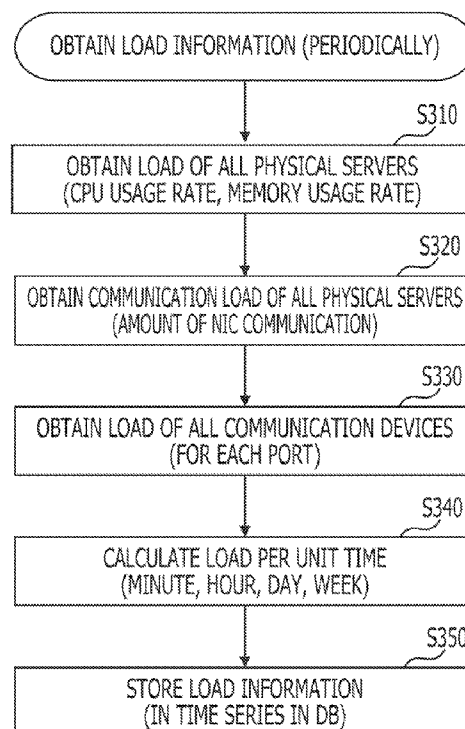 OBTAIN LOAD INFORMATION (PERIODICALLY)
S310
OBTAIN LOAD OF ALL PHYSICAL SERVERS
(CPU USAGE RATE, MEMORY USAGE RATE)
S320
OBTAIN COMMUNICATION LOAD OF ALL PHYSICAL SERVERS
(AMOUNT OF NIC COMMUNICATION)
S330
OBTAIN LOAD OF ALL COMMUNICATION DEVICES
(FOR EACH PORT)
S340
CALCULATE LOAD PER UNIT TIME
(MINUTE, HOUR, DAY, WEEK)
S350
STORE LOAD INFORMATION
(IN TIME SERIES IN DB)